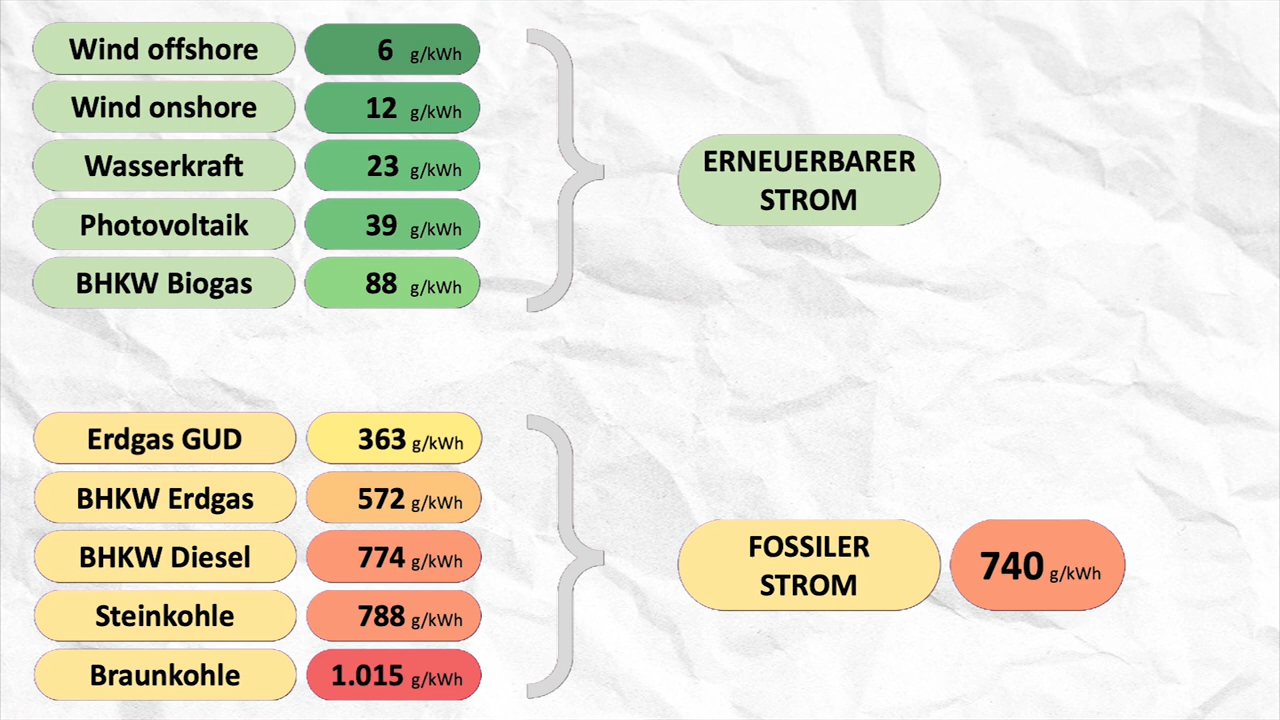 Wind offshore 6 g/kWh
Wind onshore 12 g/kWh
Wasserkraft 23 g/kWh
Photovoltaik 39 g/kWh
BHKW Biogas 88 g/kWh
ERNEUERBARER
STROM
Erdgas GUD 363 g/kWh
BHKW Erdgas 572 g/kWh
BHKW Diesel 774 g/kWh
Steinkohle 788 g/kWh
Braunkohle 1.015 g/kWh
FOSSILER
STROM
740 g/kWh